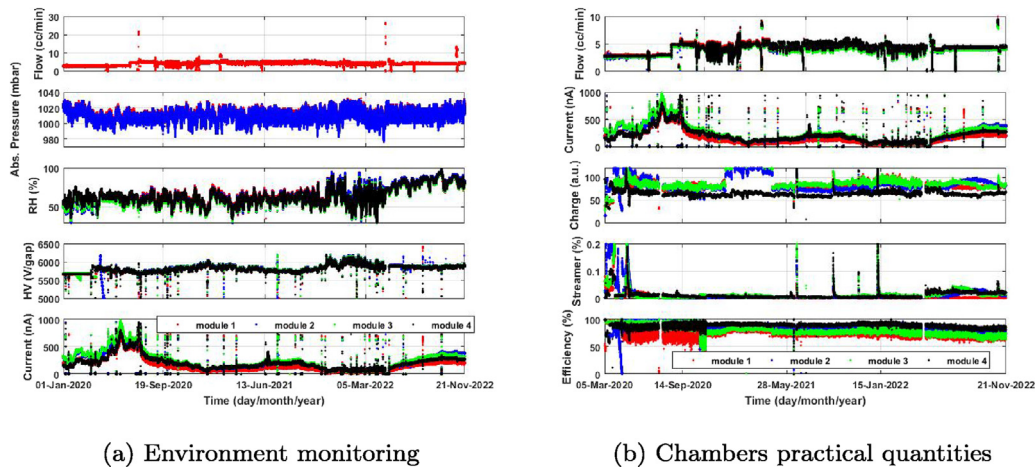 Flow (cc/min)
30
20
10
0
Abs. Pressure (mbar)
1040
1020
1000
980
RH (%)
100
50
HV (V/gap)
6500
6000
5500
5000
Current (nA)
1000
500
0
module 1 module 2 module 3 module 4
01-Jan-2020 19-Sep-2020 13-Jun-2021 05-Mar-2022 21-Nov-2022
Time (day/month/year)
(a) Environment monitoring
Flow (cc/min)
10
5
0
Current (nA)
1000
500
0
Charge (a.u.)
100
50
0
Streamer (%)
0.2
0.1
0
Efficiency (%)
100
50
0
module 1 module 2 module 3 module 4
05-Mar-2020 14-Sep-2020 28-May-2021 15-Jan-2022 21-Nov-2022
Time (day/month/year)
(b) Chambers practical quantities